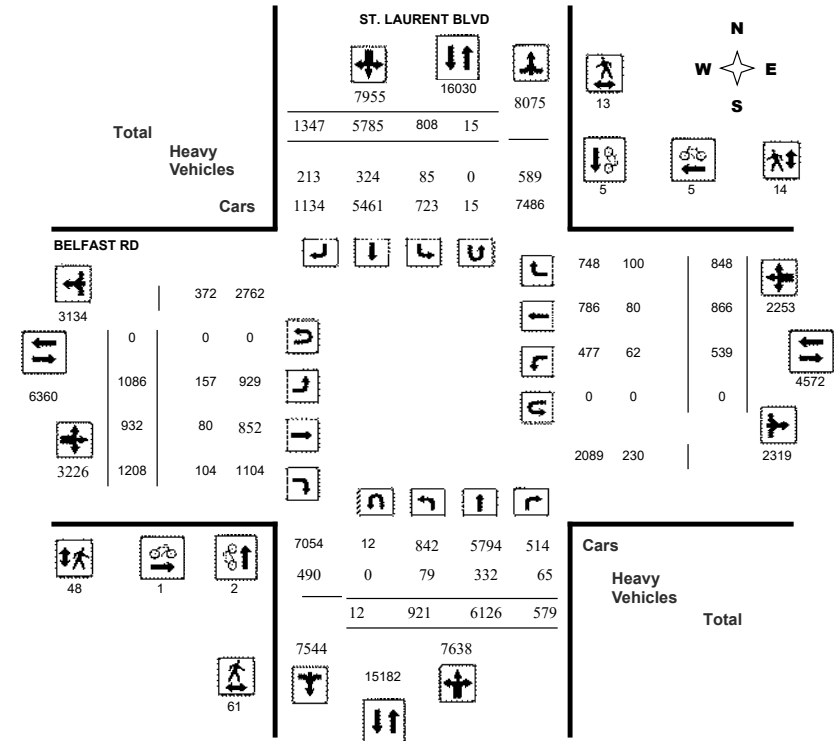 ST. LAURENT BLVD
N
W E
S
7955 16030 8075
13
Total 1347 5785 808 15
Heavy
Vehicles 213 324 85 0 589
Cars 1134 5461 723 15 7486
5 5 14
BELFAST RD
3134 372 2762
0 0 0
6360 1086 157 929
932 80 852
3226 1208 104 1104
748 100 848
786 80 866 2253
477 62 539
4572
0 0 0
2089 230 2319
48 1 2
7054 12 842 5794 514 Cars
490 0 79 332 65 Heavy
Vehicles
12 921 6126 579 Total
7544 7638
15182
61